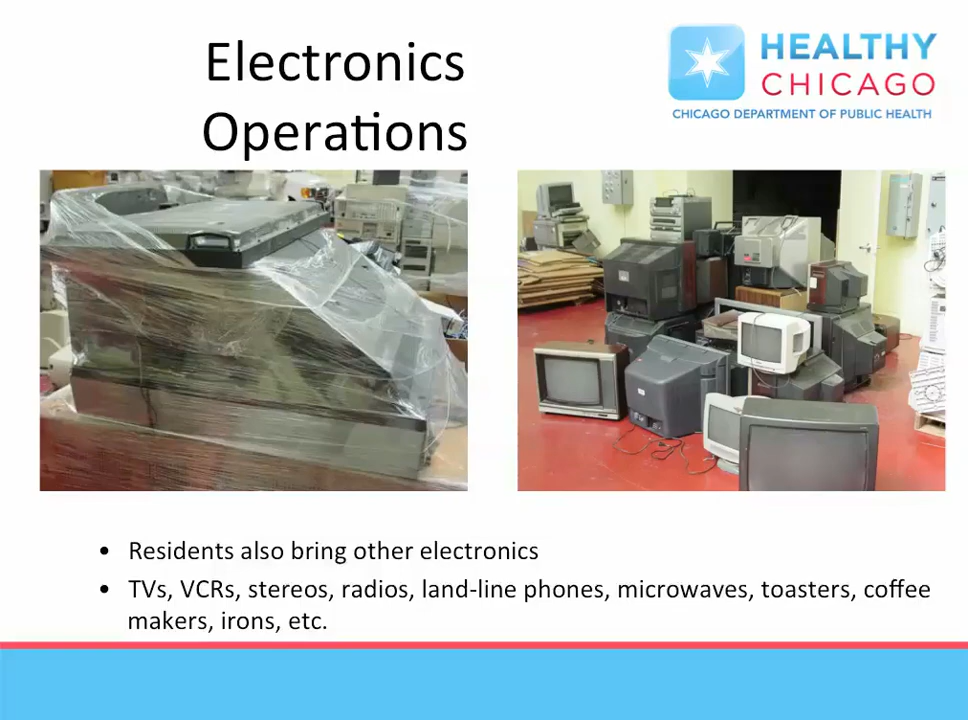 Electronics
Operations
HEALTHY
CHICAGO
CHICAGO DEPARTMENT OF PUBLIC HEALTH
• Residents also bring other electronics
• TVs, VCRs, stereos, radios, land-line phones, microwaves, toasters, coffee
makers, irons, etc.